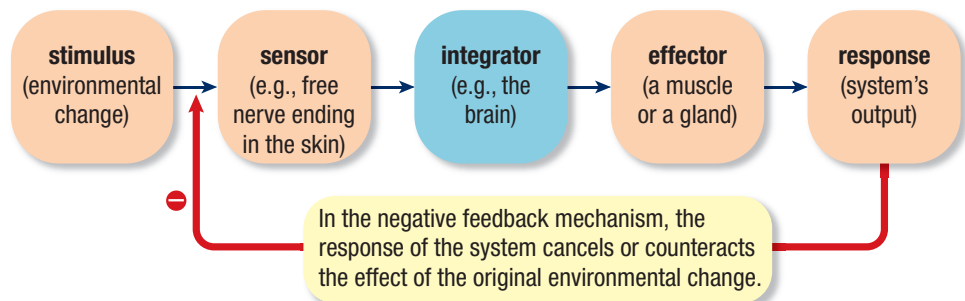 stimulus
(environmental
change)
sensor
(e.g., free
nerve ending
in the skin)
integrator
(e.g., the
brain)
effector
(a muscle
or a gland)
response
(system's
output)
In the negative feedback mechanism, the
response of the system cancels or counteracts
the effect of the original environmental change.